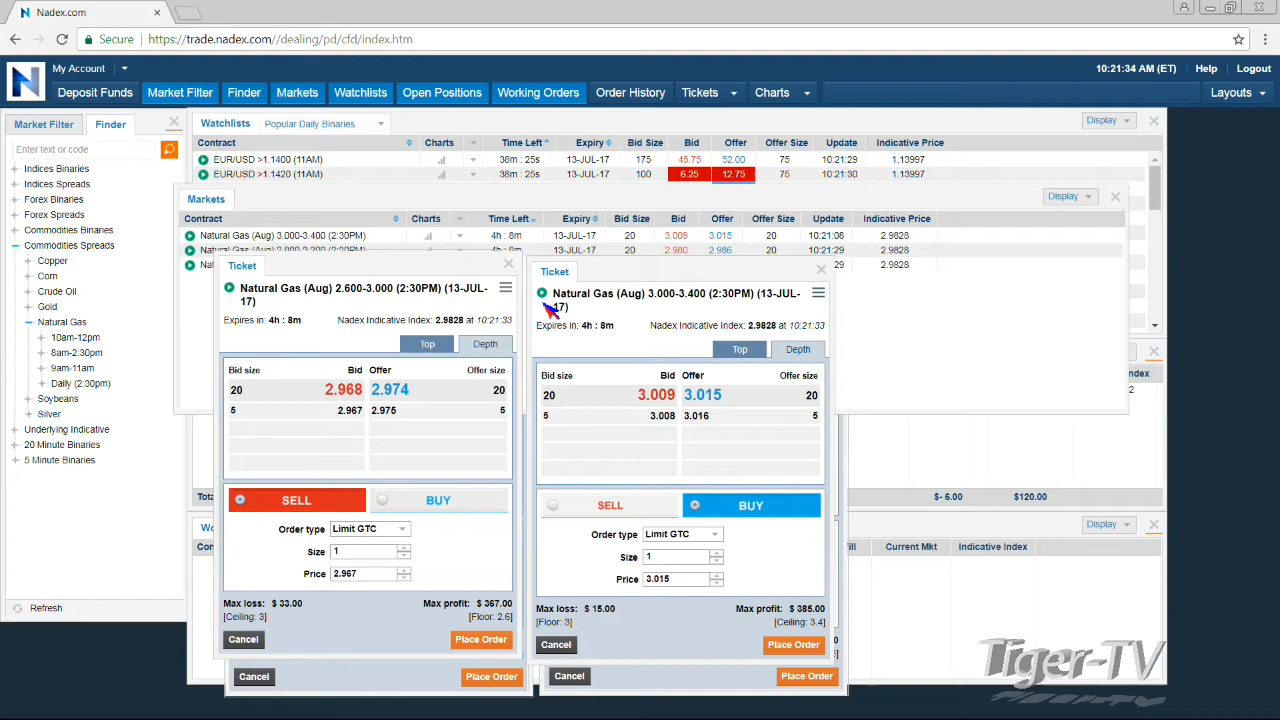 Nadex.com
Secure https://trade.nadex.com//dealing/pd/cfd/index.htm
My Account
10:21:34 AM (ET) Help Logout
Deposit Funds Market Filter Finder Markets Watchlists Open Positions Working Orders Order History Tickets Charts Layouts
Market Filter Finder
Enter text or code
Indices Binaries
Indices Spreads
Forex Binaries
Forex Spreads
Commodities Binaries
Commodities Spreads
Copper
Corn
Crude Oil
Gold
Natural Gas
10am-12pm
8am-2:30pm
9am-11am
Daily (2:30pm)
Soybeans
Silver
Underlying Indicative
20 Minute Binaries
5 Minute Binaries
Refresh
Watchlists Popular Daily Binaries Display
Contract Charts Time Left Expiry Bid Size Bid Offer Offer Size Update Indicative Price
EUR/USD >1.1400 (11AM) 38m : 25s 13-JUL-17 175 45.75 52.00 75 10:21:29 1.13997
EUR/USD >1.1420 (11AM) 38m : 25s 13-JUL-17 100 6.25 12.75 75 10:21:30 1.13997
Markets Display
Contract Charts Time Left Expiry Bid Size Bid Offer Offer Size Update Indicative Price
Natural Gas (Aug) 3.000-3.400 (2:30PM) 4h : 8m 13-JUL-17 20 3.009 3.015 20 10:21:08 2.9828
4h : 8m 13-JUL-17 20 2.980 2.986 20 10:21:29 2.9828
2.9828
Ticket
Natural Gas (Aug) 2.600-3.000 (2:30PM) (13-JUL-
17)
Expires in: 4h : 8m Nadex Indicative Index: 2.9828 at 10:21:33
Top Depth
Bid size Bid Offer Offer size
20 2.968 2.974 20
5 2.967 2.975 5
SELL BUY
Order type Limit GTC
Size 1
Price 2.967
Max loss: $ 33.00 Max profit: $ 367.00
[Ceiling: 3] [Floor: 2.6]
Cancel Place Order
Cancel Place Order
Ticket
Natural Gas (Aug) 3.000-3.400 (2:30PM) (13-JUL-
17)
Expires in: 4h : 8m Nadex Indicative Index: 2.9828 at 10:21:33
Top Depth
Bid size Bid Offer Offer size
20 3.009 3.015 20
5 3.008 3.016 5
SELL BUY
Order type Limit GTC
Size 1
Price 3.015
Max loss: $ 15.00 Max profit: $ 385.00
[Floor: 3] [Ceiling: 3.4]
Cancel Place Order
Cancel Place Order
$- 6.00 $120.00
Display
Current Mkt Indicative Index
Tiger-TV